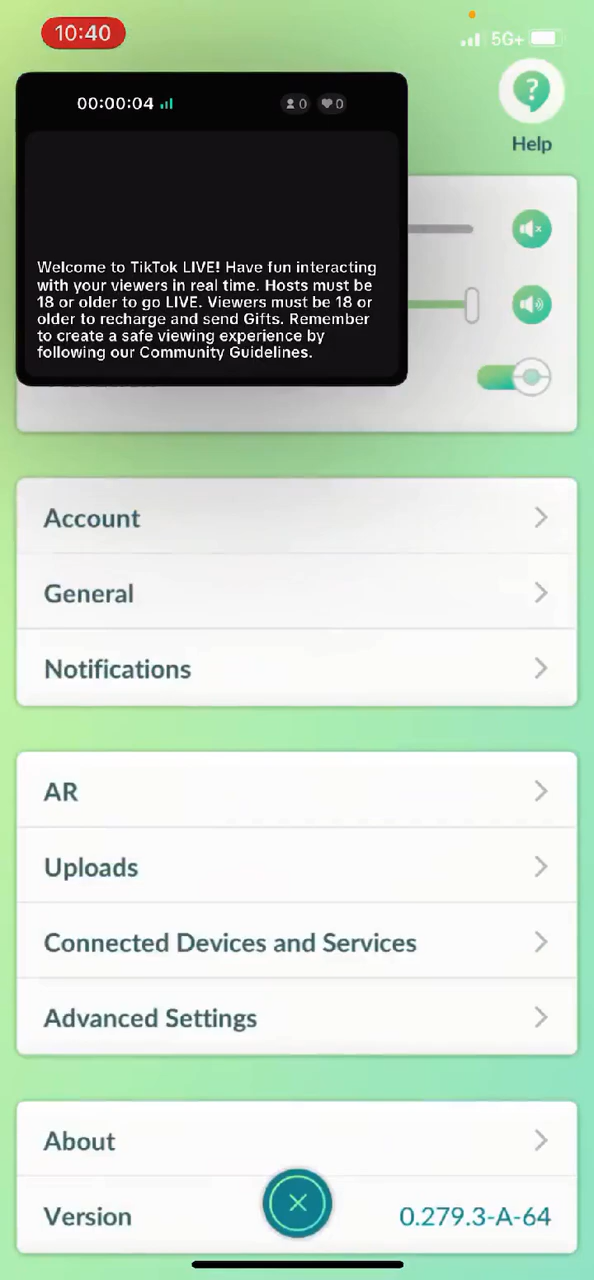 10:40
5G+
00:00:04
0
0
Help
Welcome to TikTok LIVE! Have fun interacting
with your viewers in real time. Hosts must be
18 or older to go LIVE. Viewers must be 18 or
older to recharge and send Gifts. Remember
to create a safe viewing experience by
following our Community Guidelines.
Account
General
Notifications
AR
Uploads
Connected Devices and Services
Advanced Settings
About
Version
0.279.3-A-64